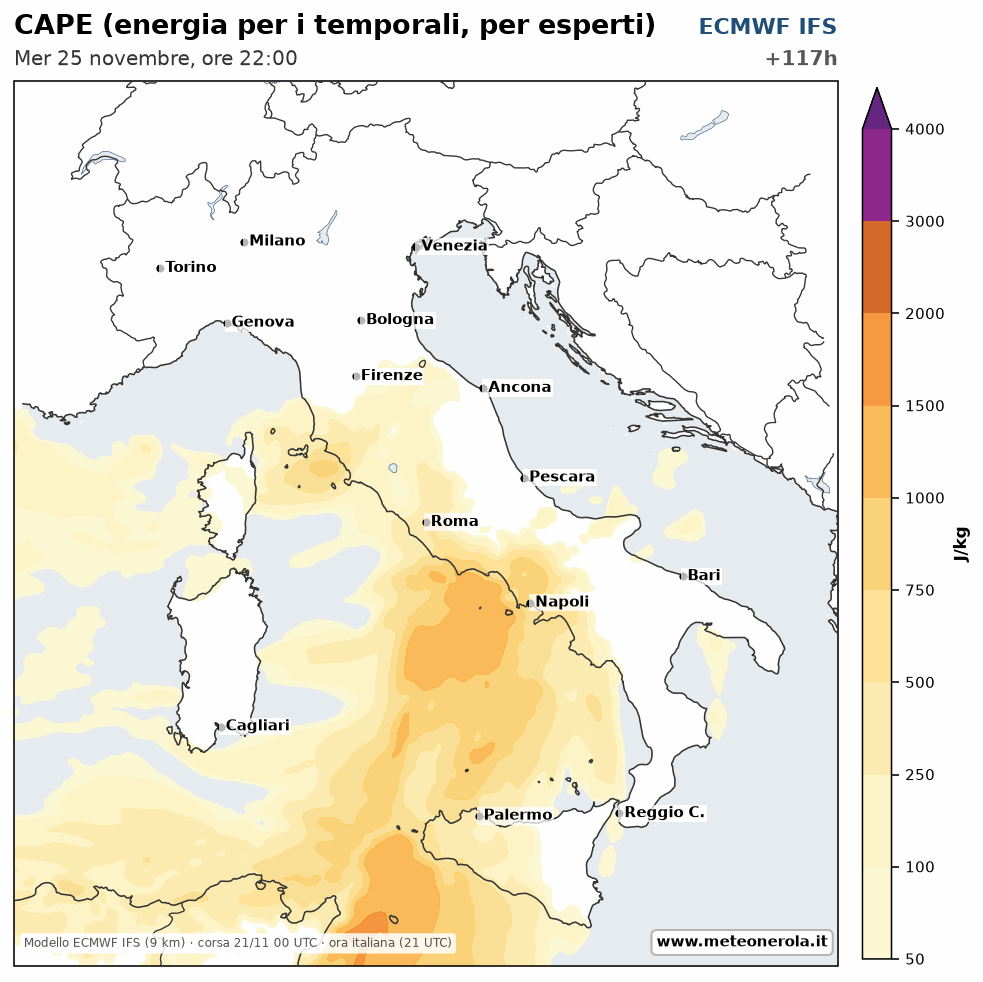 CAPE (energia per i temporali, per esperti)
ECMWF IFS
Mer 25 novembre, ore 22:00
+117h
4000
3000
2000
1500
1000
750
500
250
100
50
J/kg
Milano
Venezia
Torino
Genova
Bologna
Firenze
Ancona
Pescara
Roma
Bari
Napoli
Cagliari
Palermo
Reggio C.
Modello ECMWF IFS (9 km) · corsa 21/11 00 UTC · ora italiana (21 UTC)
www.meteonerola.it